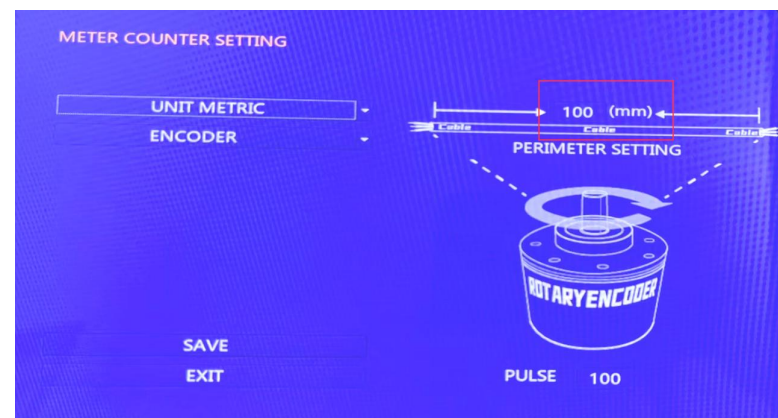 METER COUNTER SETTING
UNIT METRIC
ENCODER
100 (mm)
Cable Cable Cable
PERIMETER SETTING
ROTARYENCODER
SAVE
EXIT
PULSE 100